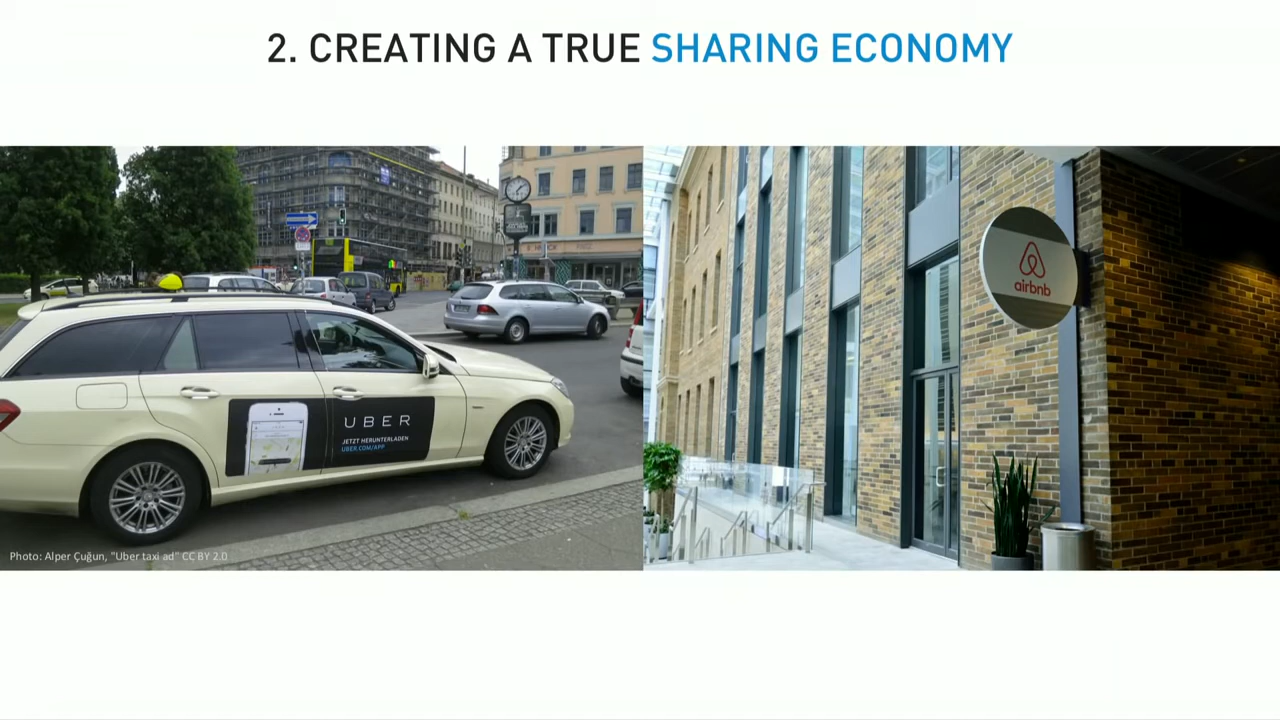 2. CREATING A TRUE SHARING ECONOMY
UBER
JETZT HERUNTERLADEN
UBER.COM/APP
Photo: Alper Çuğun, "Uber taxi ad" CC BY 2.0
airbnb